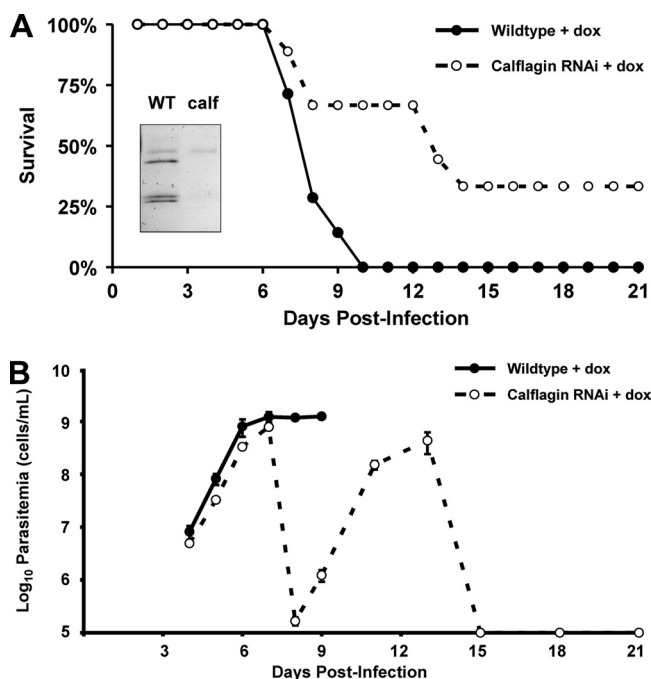 A
Wildtype + dox
Calflagin RNAi + dox
100%
75%
50%
25%
0%
Survival
WT calf
0 3 6 9 12 15 18 21
Days Post-Infection
B
Wildtype + dox
Calflagin RNAi + dox
10
9
8
7
6
5
Log10 Parasitemia (cells/mL)
3 6 9 12 15 18 21
Days Post-Infection